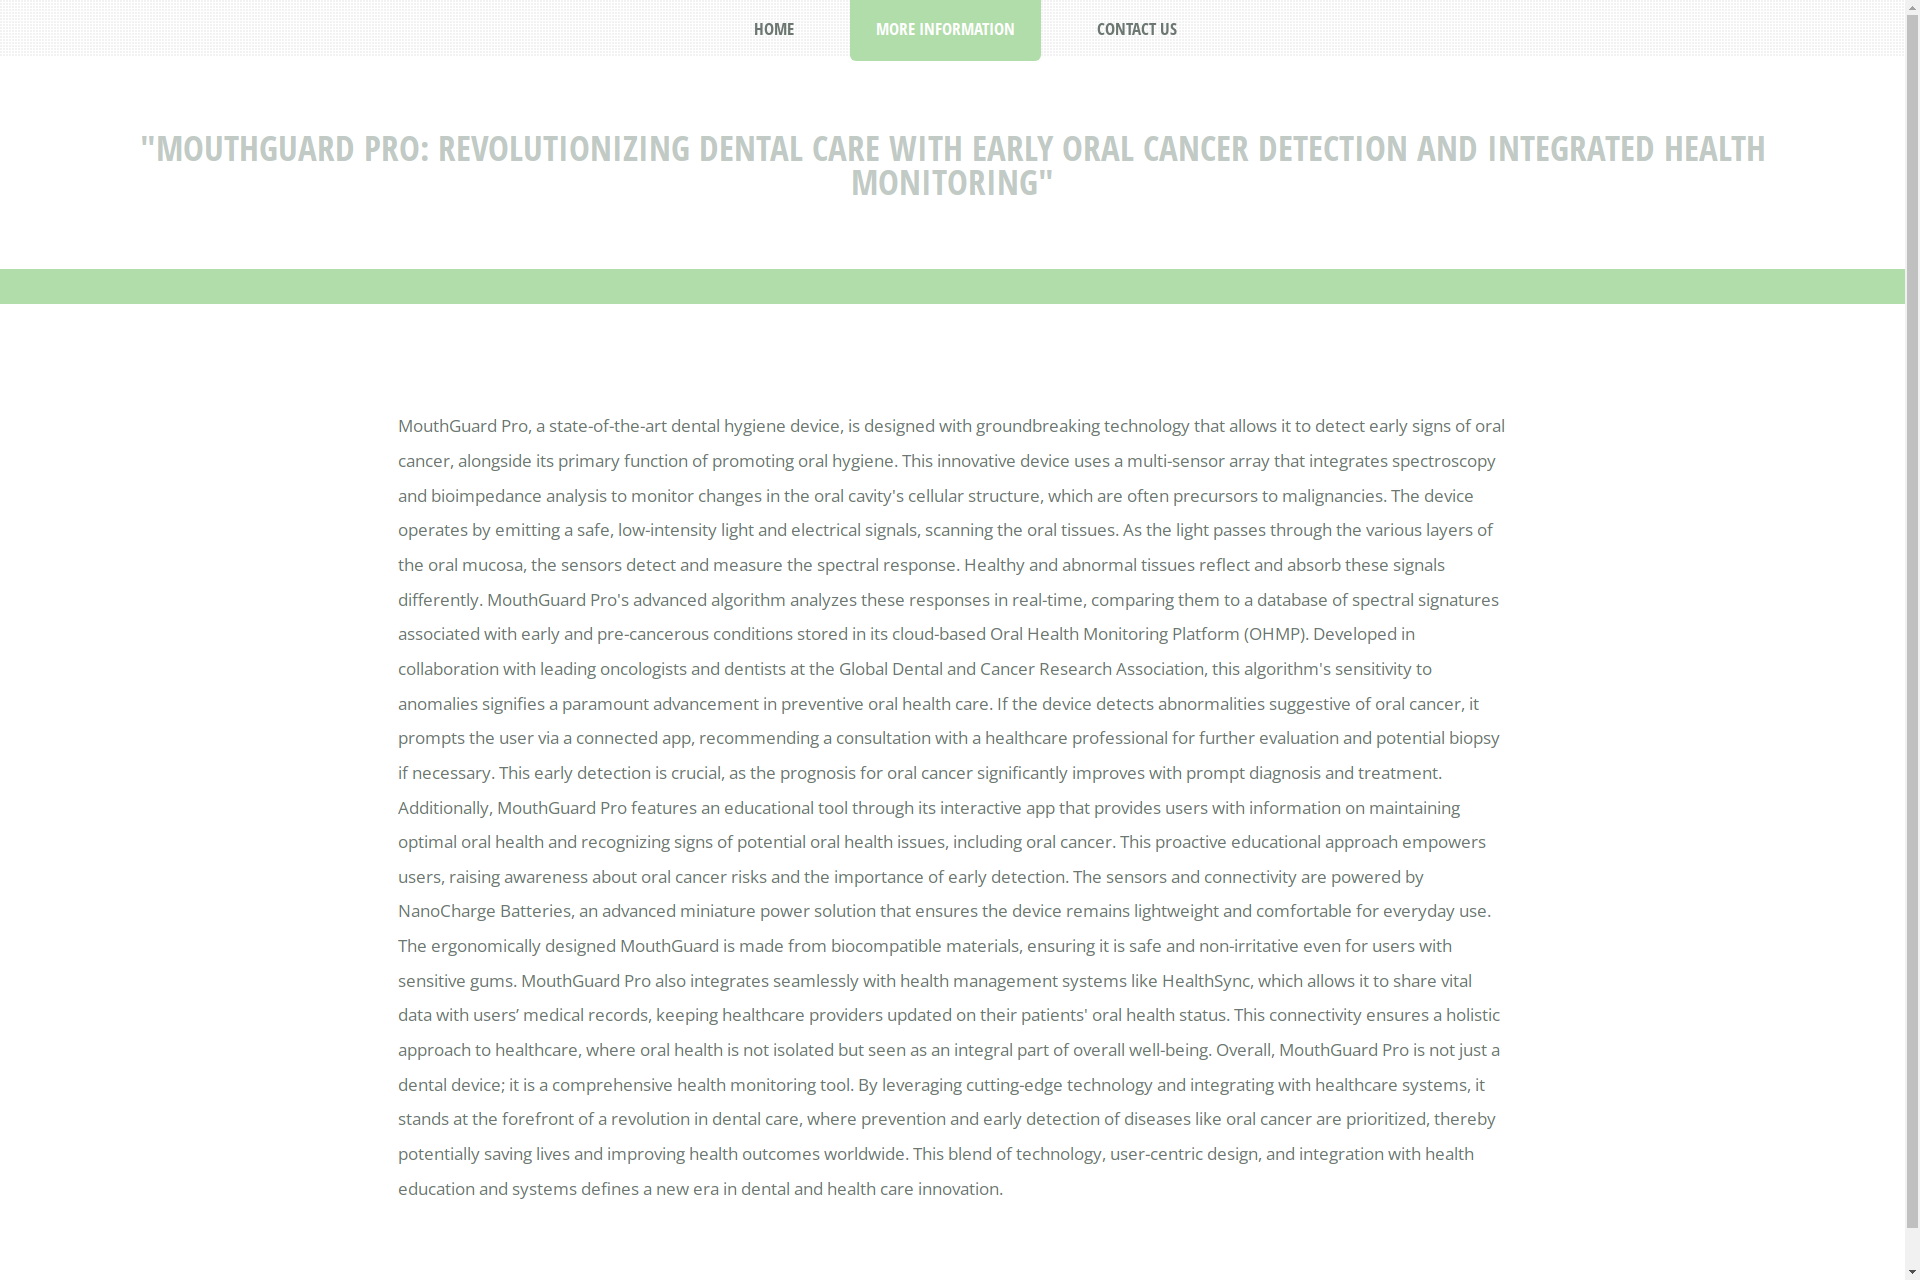 HOME
MORE INFORMATION
CONTACT US
"MOUTHGUARD PRO: REVOLUTIONIZING DENTAL CARE WITH EARLY ORAL CANCER DETECTION AND INTEGRATED HEALTH
MONITORING"
MouthGuard Pro, a state-of-the-art dental hygiene device, is designed with groundbreaking technology that allows it to detect early signs of oral
cancer, alongside its primary function of promoting oral hygiene. This innovative device uses a multi-sensor array that integrates spectroscopy
and bioimpedance analysis to monitor changes in the oral cavity's cellular structure, which are often precursors to malignancies. The device
operates by emitting a safe, low-intensity light and electrical signals, scanning the oral tissues. As the light passes through the various layers of
the oral mucosa, the sensors detect and measure the spectral response. Healthy and abnormal tissues reflect and absorb these signals
differently. MouthGuard Pro's advanced algorithm analyzes these responses in real-time, comparing them to a database of spectral signatures
associated with early and pre-cancerous conditions stored in its cloud-based Oral Health Monitoring Platform (OHMP). Developed in
collaboration with leading oncologists and dentists at the Global Dental and Cancer Research Association, this algorithm's sensitivity to
anomalies signifies a paramount advancement in preventive oral health care. If the device detects abnormalities suggestive of oral cancer, it
prompts the user via a connected app, recommending a consultation with a healthcare professional for further evaluation and potential biopsy
if necessary. This early detection is crucial, as the prognosis for oral cancer significantly improves with prompt diagnosis and treatment.
Additionally, MouthGuard Pro features an educational tool through its interactive app that provides users with information on maintaining
optimal oral health and recognizing signs of potential oral health issues, including oral cancer. This proactive educational approach empowers
users, raising awareness about oral cancer risks and the importance of early detection. The sensors and connectivity are powered by
NanoCharge Batteries, an advanced miniature power solution that ensures the device remains lightweight and comfortable for everyday use.
The ergonomically designed MouthGuard is made from biocompatible materials, ensuring it is safe and non-irritative even for users with
sensitive gums. MouthGuard Pro also integrates seamlessly with health management systems like HealthSync, which allows it to share vital
data with users’ medical records, keeping healthcare providers updated on their patients' oral health status. This connectivity ensures a holistic
approach to healthcare, where oral health is not isolated but seen as an integral part of overall well-being. Overall, MouthGuard Pro is not just a
dental device; it is a comprehensive health monitoring tool. By leveraging cutting-edge technology and integrating with healthcare systems, it
stands at the forefront of a revolution in dental care, where prevention and early detection of diseases like oral cancer are prioritized, thereby
potentially saving lives and improving health outcomes worldwide. This blend of technology, user-centric design, and integration with health
education and systems defines a new era in dental and health care innovation.